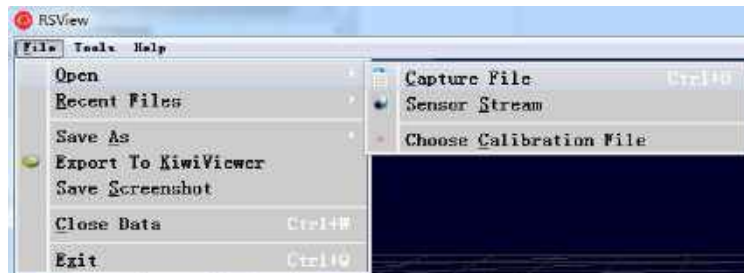 RSView
File Tools Help
Open
Recent Files
Save As
Export To KiwiViewer
Save Screenshot
Close Data Ctrl+W
Exit Ctrl+Q
Capture File Ctrl+O
Sensor Stream
Choose Calibration File